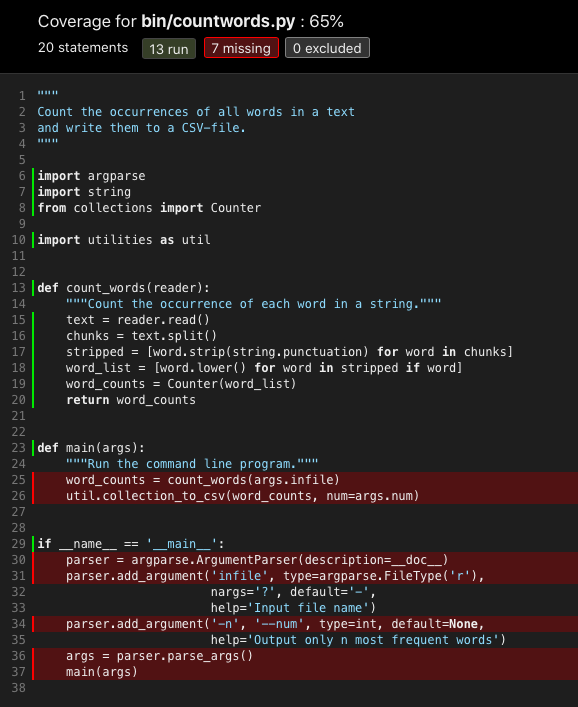 Coverage for bin/countwords.py : 65%
20 statements 13 run 7 missing 0 excluded
1 """
2 Count the occurrences of all words in a text
3 and write them to a CSV-file.
4 """
5
6 import argparse
7 import string
8 from collections import Counter
9
10 import utilities as util
11
12
13 def count_words(reader):
14     """Count the occurrence of each word in a string."""
15     text = reader.read()
16     chunks = text.split()
17     stripped = [word.strip(string.punctuation) for word in chunks]
18     word_list = [word.lower() for word in stripped if word]
19     word_counts = Counter(word_list)
20     return word_counts
21
22
23 def main(args):
24     """Run the command line program."""
25     word_counts = count_words(args.infile)
26     util.collection_to_csv(word_counts, num=args.num)
27
28
29 if __name__ == '__main__':
30     parser = argparse.ArgumentParser(description=__doc__)
31     parser.add_argument('infile', type=argparse.FileType('r'),
32                         nargs='?', default='-',
33                         help='Input file name')
34     parser.add_argument('-n', '--num', type=int, default=None,
35                         help='Output only n most frequent words')
36     args = parser.parse_args()
37     main(args)
38